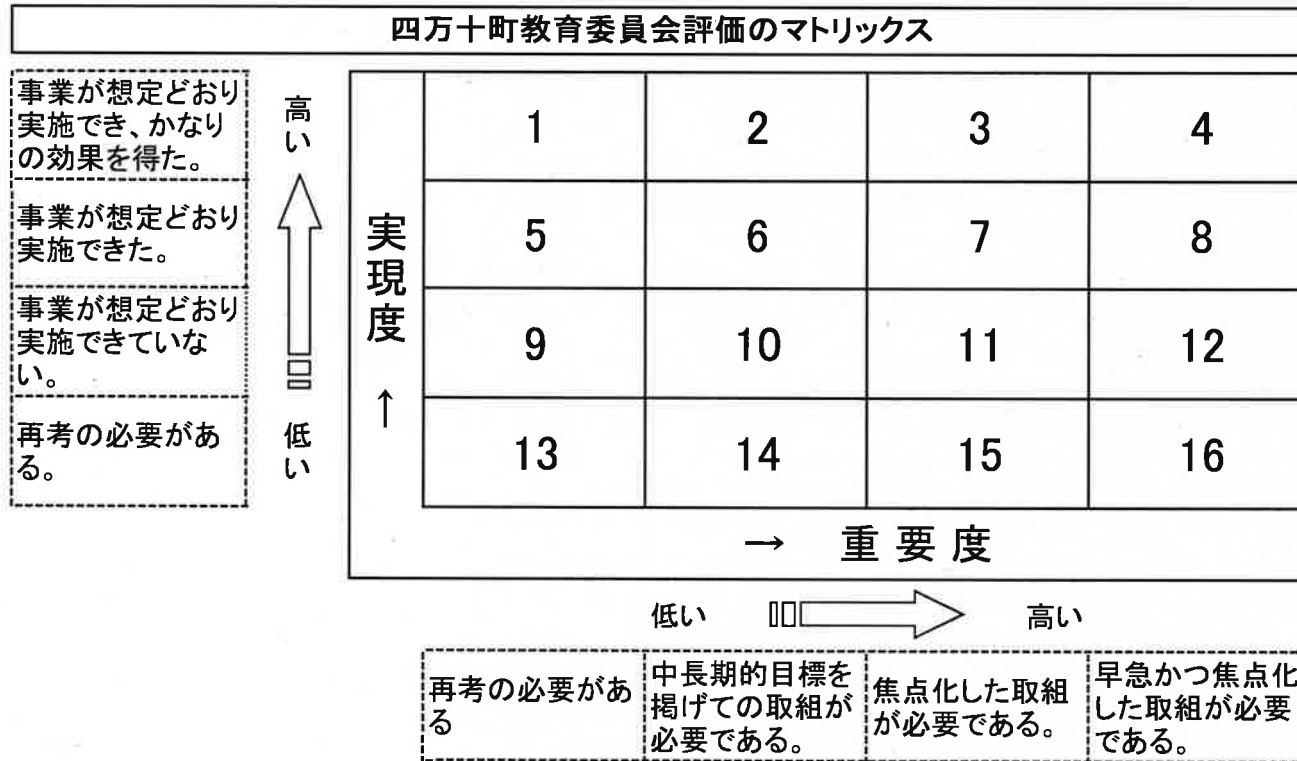 四万十町教育委員会評価のマトリックス
事業が想定どおり
実施でき、かなり
の効果を得た。
事業が想定どおり
実施できた。
事業が想定どおり
実施できていな
い。
再考の必要があ
る。
高い
低い
実現度
↑
1 2 3 4
5 6 7 8
9 10 11 12
13 14 15 16
→ 重要度
低い 高い
再考の必要があ
る
中長期的目標を
掲げての取組が
必要である。
焦点化した取組
が必要である。
早急かつ焦点化
した取組が必要
である。